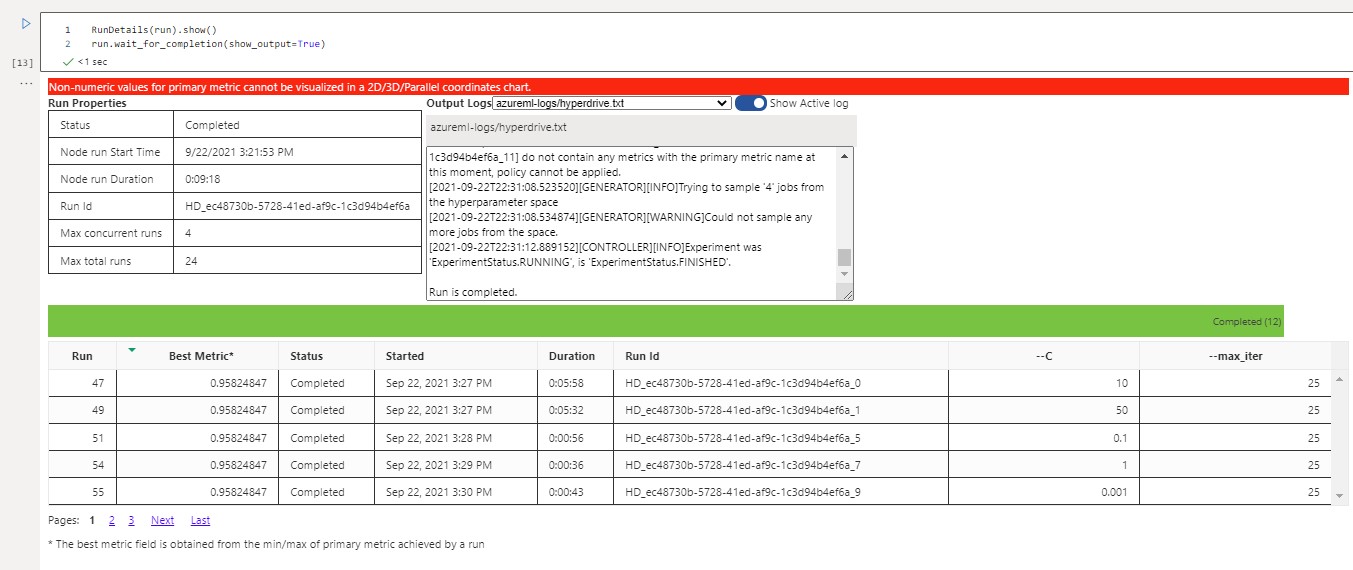 1 RunDetails(run).show()
2 run.wait_for_completion(show_output=True)
[13]
<1 sec
...
Non-numeric values for primary metric cannot be visualized in a 2D/3D/Parallel coordinates chart.
Run Properties
Status Completed
Node run Start Time 9/22/2021 3:21:53 PM
Node run Duration 0:09:18
Run Id HD_ec48730b-5728-41ed-af9c-1c3d94b4ef6a
Max concurrent runs 4
Max total runs 24
Output Logs azureml-logs/hyperdrive.txt Show Active log
azureml-logs/hyperdrive.txt
1c3d94b4ef6a_11] do not contain any metrics with the primary metric name at
this moment, policy cannot be applied.
[2021-09-22T22:31:08.523520][GENERATOR][INFO]Trying to sample '4' jobs from
the hyperparameter space
[2021-09-22T22:31:08.534874][GENERATOR][WARNING]Could not sample any
more jobs from the space.
[2021-09-22T22:31:12.889152][CONTROLLER][INFO]Experiment was
'ExperimentStatus.RUNNING', is 'ExperimentStatus.FINISHED'.
Run is completed.
Completed (12)
Run Best Metric* Status Started Duration Run Id --C --max_iter
47 0.95824847 Completed Sep 22, 2021 3:27 PM 0:05:58 HD_ec48730b-5728-41ed-af9c-1c3d94b4ef6a_0 10 25
49 0.95824847 Completed Sep 22, 2021 3:27 PM 0:05:32 HD_ec48730b-5728-41ed-af9c-1c3d94b4ef6a_1 50 25
51 0.95824847 Completed Sep 22, 2021 3:28 PM 0:00:56 HD_ec48730b-5728-41ed-af9c-1c3d94b4ef6a_5 0.1 25
54 0.95824847 Completed Sep 22, 2021 3:29 PM 0:00:36 HD_ec48730b-5728-41ed-af9c-1c3d94b4ef6a_7 1 25
55 0.95824847 Completed Sep 22, 2021 3:30 PM 0:00:43 HD_ec48730b-5728-41ed-af9c-1c3d94b4ef6a_9 0.001 25
Pages: 1 2 3 Next Last
* The best metric field is obtained from the min/max of primary metric achieved by a run